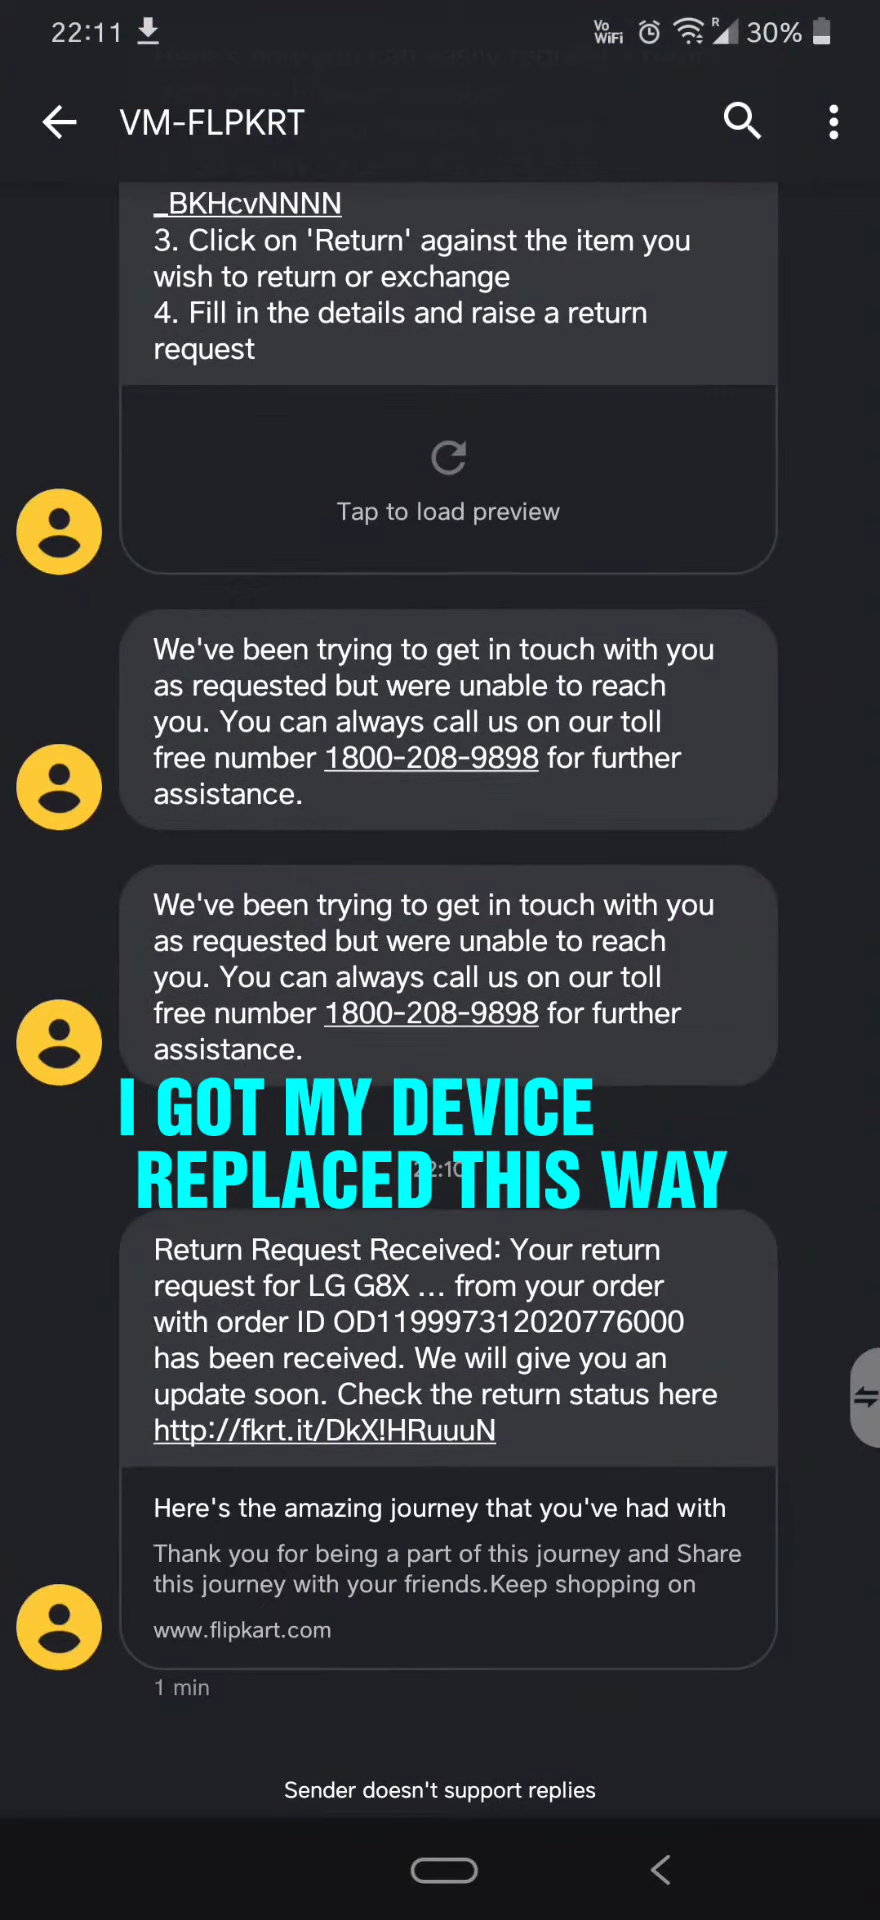 22:11
Vo
WiFi
R
30%
VM-FLPKRT
_BKHcvNNNN
3. Click on 'Return' against the item you
wish to return or exchange
4. Fill in the details and raise a return
request
Tap to load preview
We've been trying to get in touch with you
as requested but were unable to reach
you. You can always call us on our toll
free number 1800-208-9898 for further
assistance.
We've been trying to get in touch with you
as requested but were unable to reach
you. You can always call us on our toll
free number 1800-208-9898 for further
assistance.
I GOT MY DEVICE
REPLACED THIS WAY
22:10
Return Request Received: Your return
request for LG G8X ... from your order
with order ID OD119997312020776000
has been received. We will give you an
update soon. Check the return status here
http://fkrt.it/DkX!HRuuuN
Here's the amazing journey that you've had with
Thank you for being a part of this journey and Share
this journey with your friends.Keep shopping on
www.flipkart.com
1 min
Sender doesn't support replies